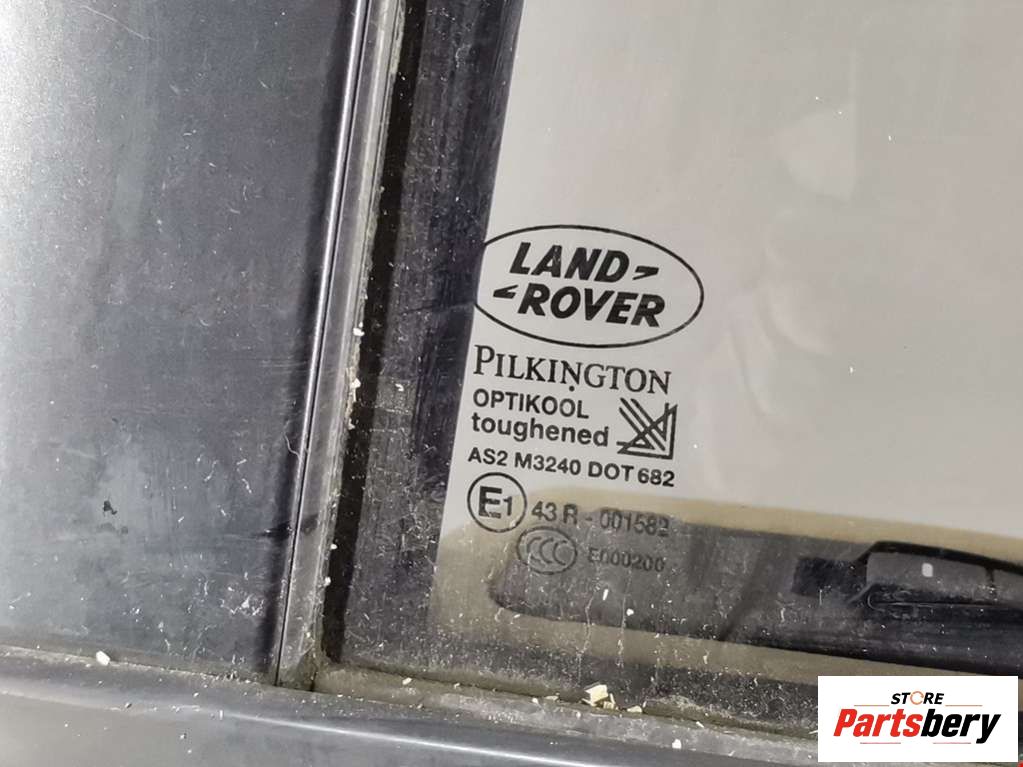 LAND-
-ROVER
PILKINGTON
OPTIKOOL
toughened
AS2 M3240 DOT 682
E1 43 R - 001582
CCC E000200
STORE
Partsbery